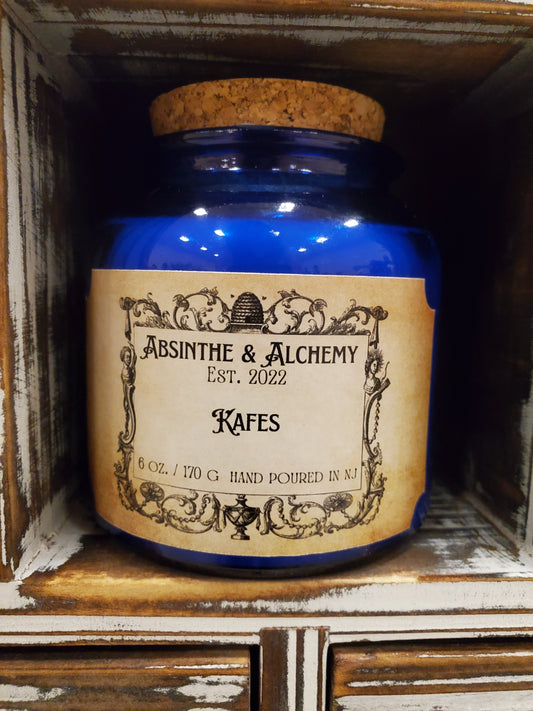 Absinthe & Alchemy
Est. 2022
Kafes
6 oz. / 170 g hand poured in NJ